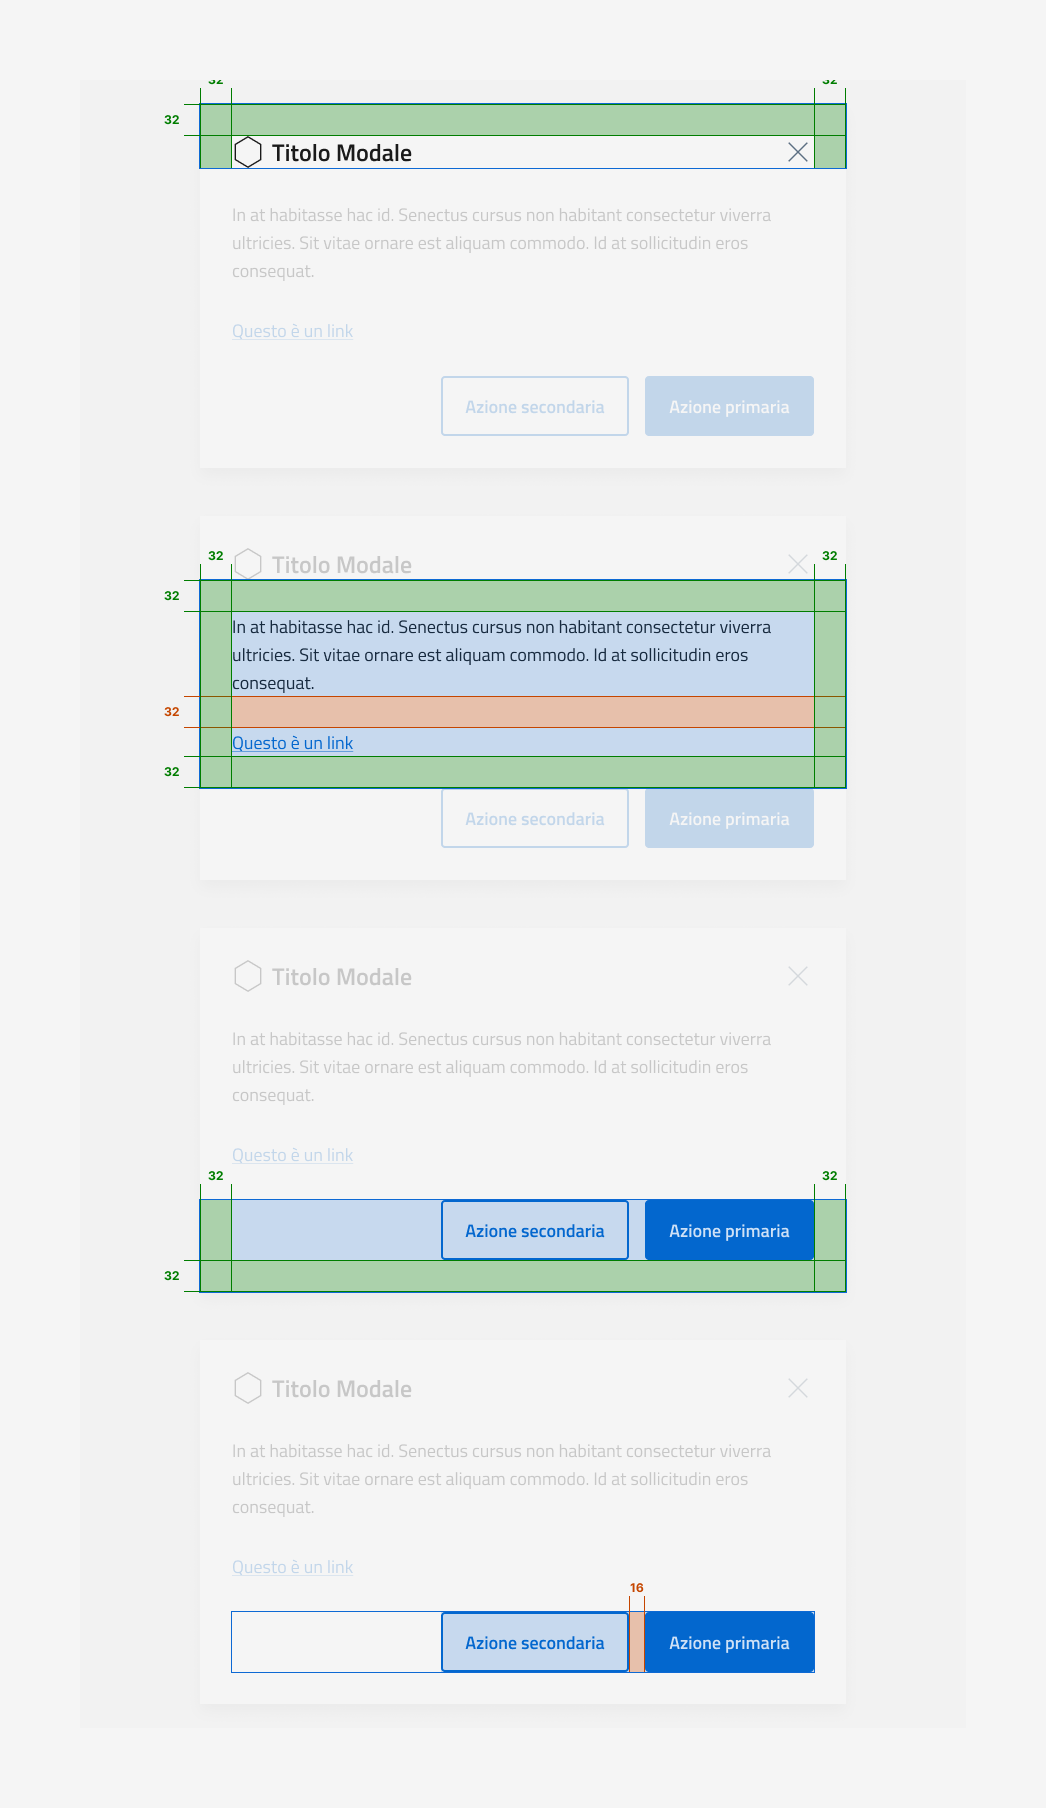 32 32
32
Titolo Modale
In at habitasse hac id. Senectus cursus non habitant consectetur viverra
ultricies. Sit vitae ornare est aliquam commodo. Id at sollicitudin eros
consequat.
Questo è un link
Azione secondaria Azione primaria
Titolo Modale
32 32
32
In at habitasse hac id. Senectus cursus non habitant consectetur viverra
ultricies. Sit vitae ornare est aliquam commodo. Id at sollicitudin eros
consequat.
32
Questo è un link
32
Azione secondaria Azione primaria
Titolo Modale
In at habitasse hac id. Senectus cursus non habitant consectetur viverra
ultricies. Sit vitae ornare est aliquam commodo. Id at sollicitudin eros
consequat.
Questo è un link
32 32
Azione secondaria Azione primaria
32
Titolo Modale
In at habitasse hac id. Senectus cursus non habitant consectetur viverra
ultricies. Sit vitae ornare est aliquam commodo. Id at sollicitudin eros
consequat.
Questo è un link
16
Azione secondaria Azione primaria